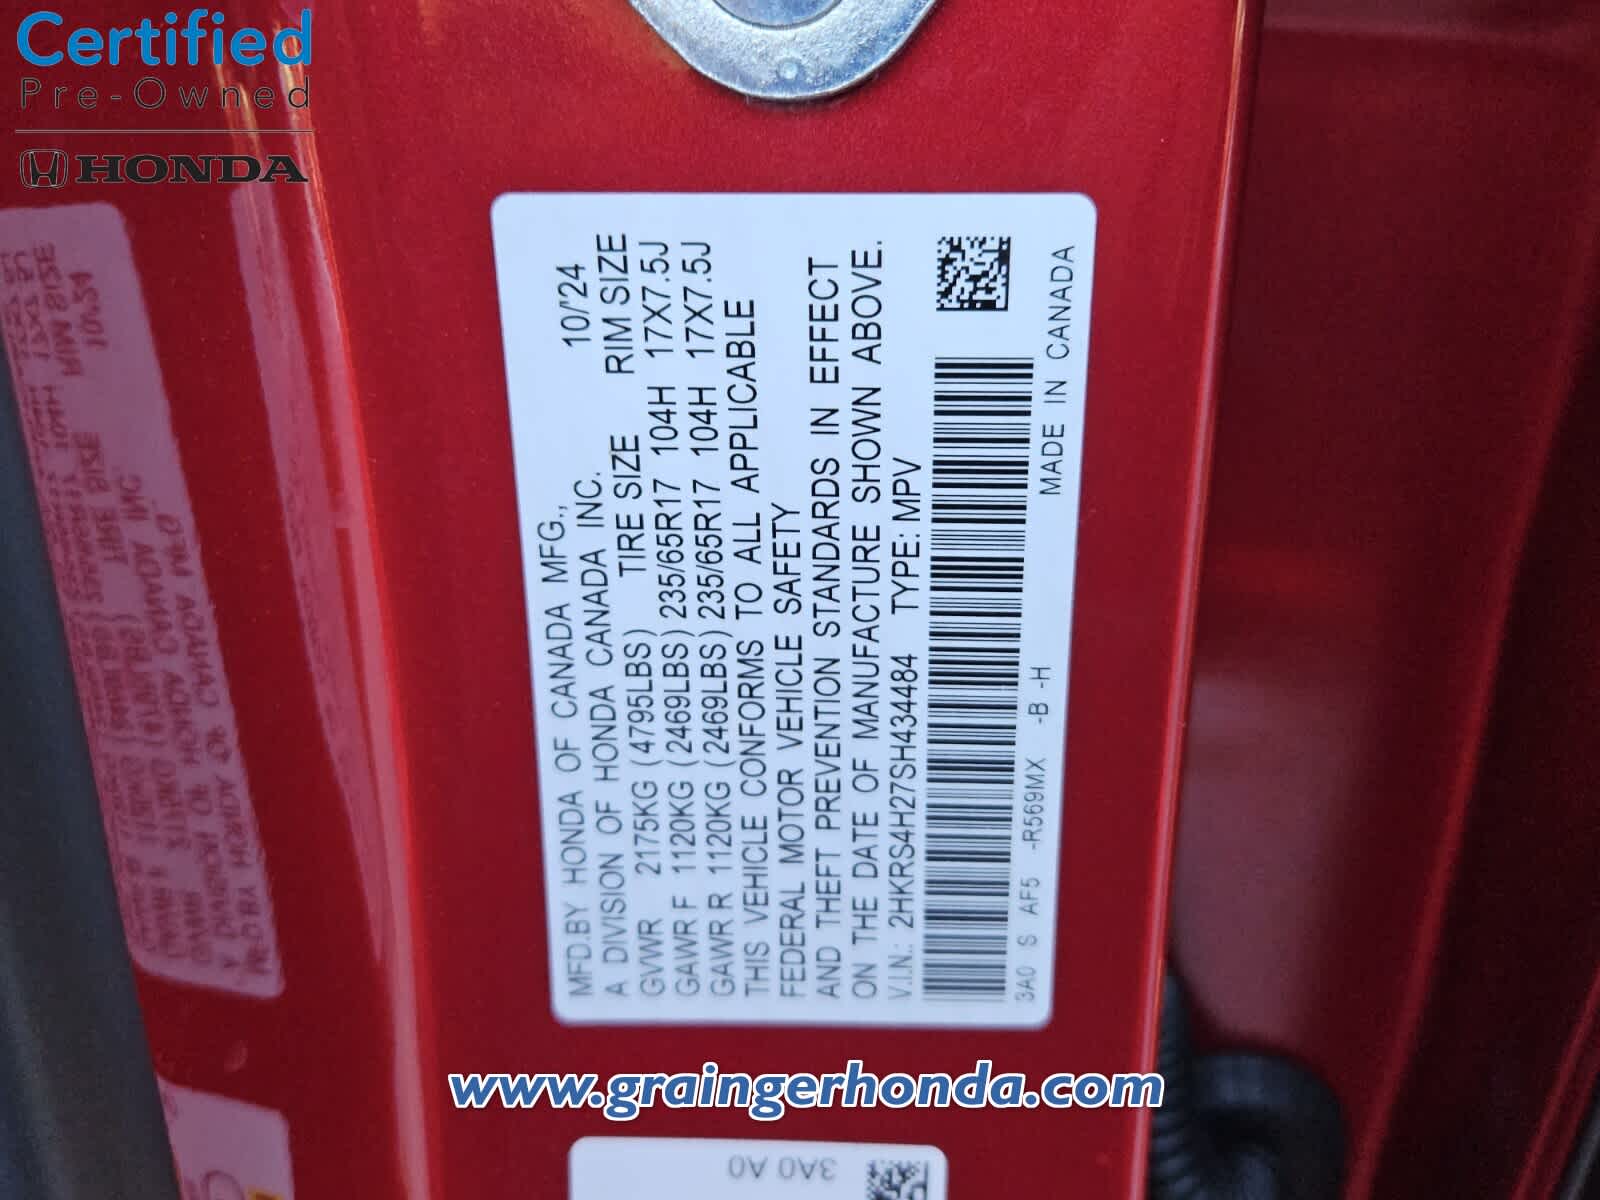 Certified
Pre-Owned
HONDA
MFD.BY HONDA OF CANADA MFG., 10/'24
A DIVISION OF HONDA CANADA INC.
TIRE SIZE RIM SIZE
GVWR 2175KG (4795LBS)
GAWR F 1120KG (2469LBS) 235/65R17 104H 17X7.5J
GAWR R 1120KG (2469LBS) 235/65R17 104H 17X7.5J
THIS VEHICLE CONFORMS TO ALL APPLICABLE
FEDERAL MOTOR VEHICLE SAFETY
AND THEFT PREVENTION STANDARDS IN EFFECT
ON THE DATE OF MANUFACTURE SHOWN ABOVE.
V.I.N.: 2HKRS4H27SH434484 TYPE: MPV
3A0 S AF5 -R569MX -B -H
MADE IN CANADA
www.graingerhonda.com
3A0 A0